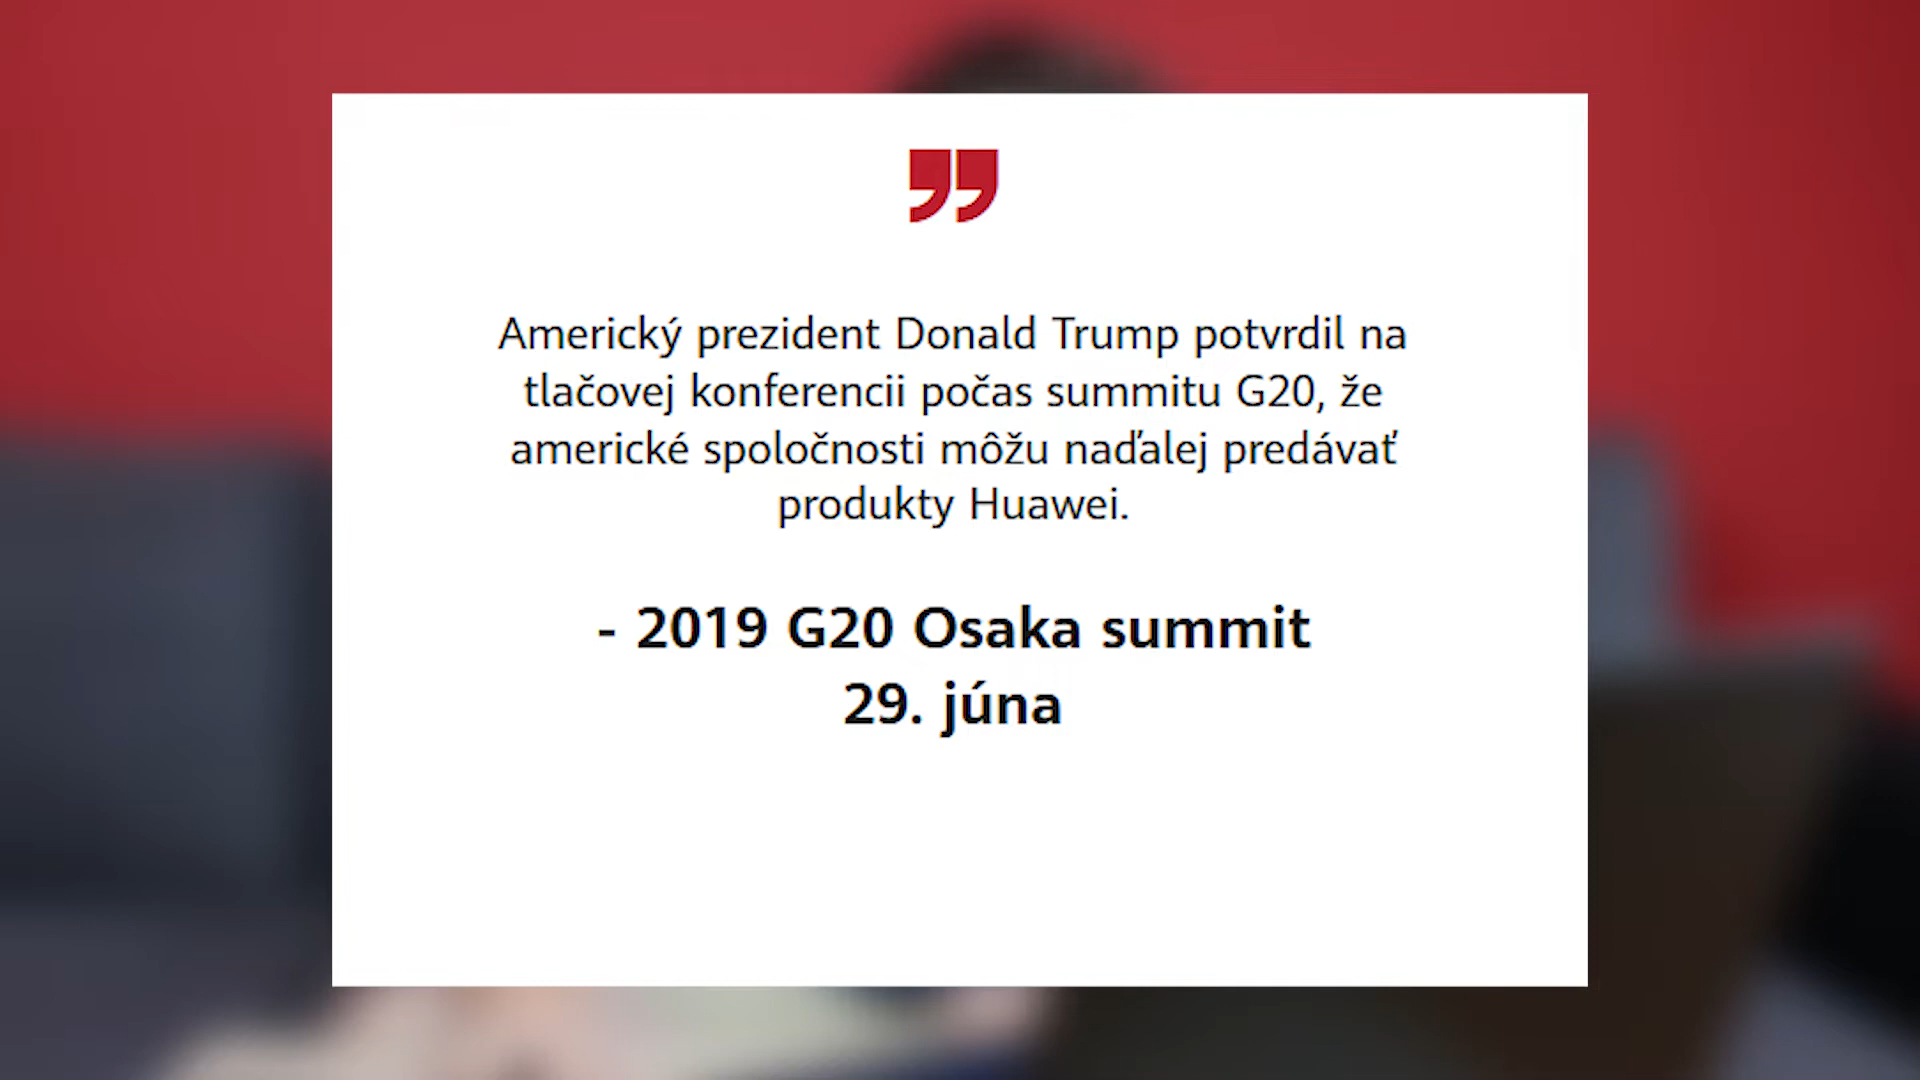 Americký prezident Donald Trump potvrdil na
tlačovej konferencii počas summitu G20, že
americké spoločnosti môžu naďalej predávať
produkty Huawei.
- 2019 G20 Osaka summit
29. júna